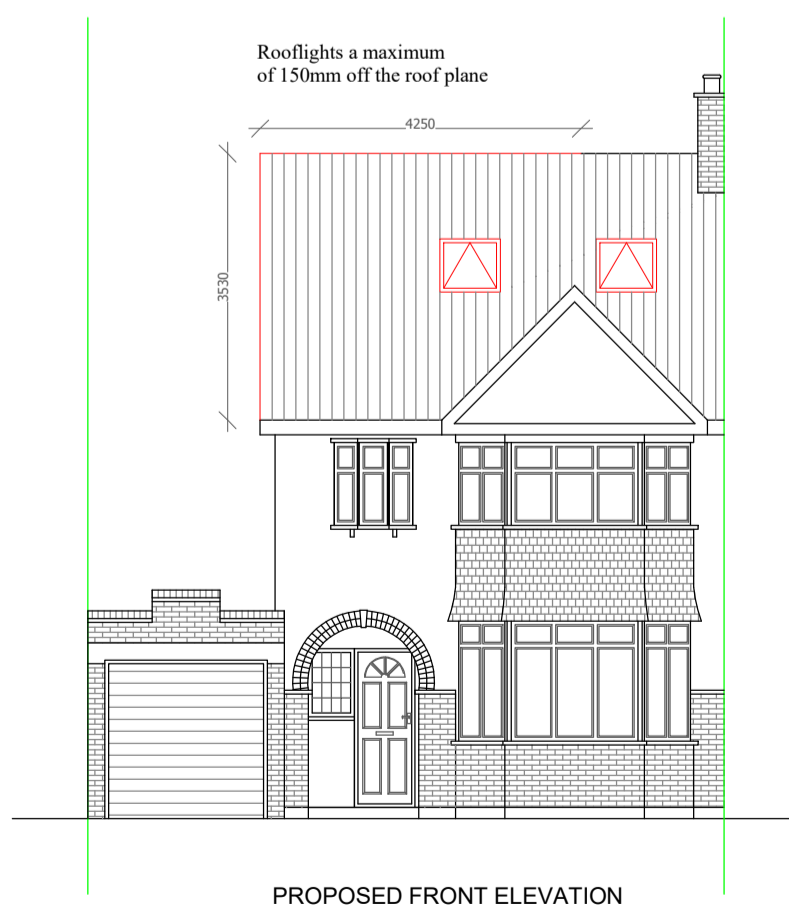 Rooflights a maximum
of 150mm off the roof plane
4250
3530
PROPOSED FRONT ELEVATION